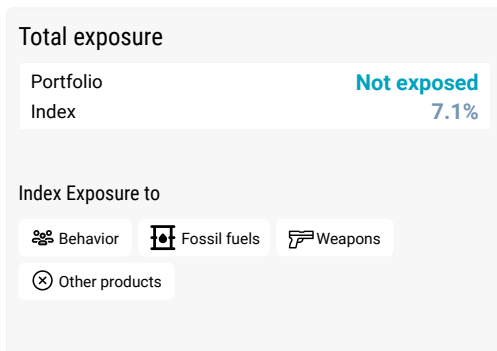 Total exposure
Portfolio Not exposed
Index 7.1%
Index Exposure to
Behavior Fossil fuels Weapons
Other products